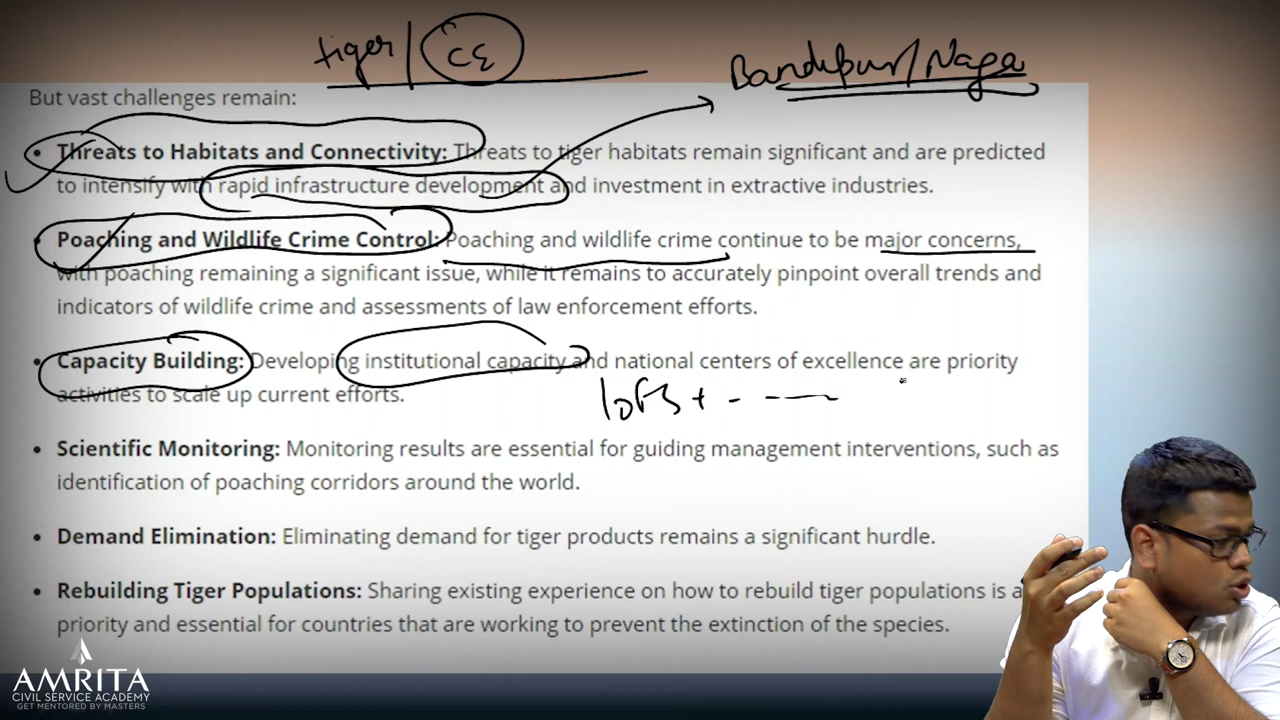 tiger/ CE
Bandipur/Naga
But vast challenges remain:
• Threats to Habitats and Connectivity: Threats to tiger habitats remain significant and are predicted
to intensify with rapid infrastructure development and investment in extractive industries.
• Poaching and Wildlife Crime Control: Poaching and wildlife crime continue to be major concerns,
with poaching remaining a significant issue, while it remains to accurately pinpoint overall trends and
indicators of wildlife crime and assessments of law enforcement efforts.
• Capacity Building: Developing institutional capacity and national centers of excellence are priority
activities to scale up current efforts.
• Scientific Monitoring: Monitoring results are essential for guiding management interventions, such as
identification of poaching corridors around the world.
• Demand Elimination: Eliminating demand for tiger products remains a significant hurdle.
• Rebuilding Tiger Populations: Sharing existing experience on how to rebuild tiger populations is a
priority and essential for countries that are working to prevent the extinction of the species.
AMRITA
CIVIL SERVICE ACADEMY
GET MENTORED BY MASTERS